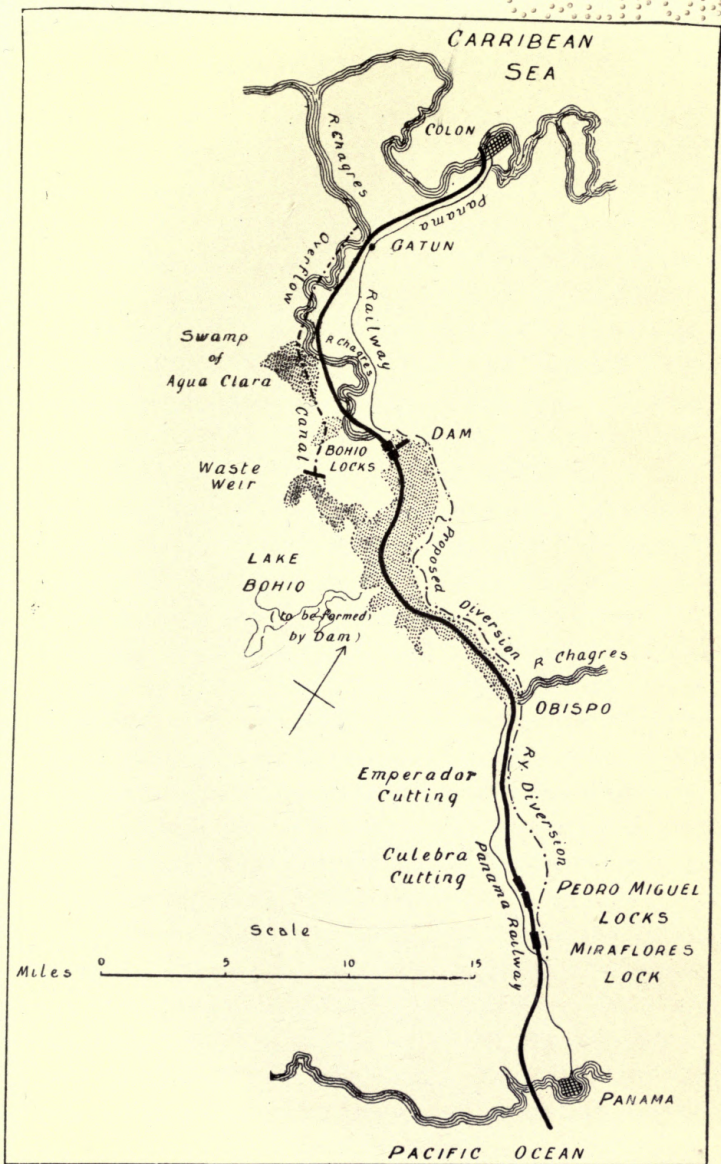 CARRIBEAN
SEA
COLON
R. Chagres
Panama
GATUN
Overflow
Railway
Swamp
of
Agua Clara
R Chagres
Canal
DAM
BOHIO
LOCKS
Waste
Weir
Proposed
LAKE
BOHIO
(to be formed
by Dam)
Diversion
R Chagres
OBISPO
Emperador
Cutting
Ry. Diversion
Culebra
Cutting
Panama Railway
PEDRO MIGUEL
LOCKS
MIRAFLORES
LOCK
Scale
Miles 0 5 10 15
PANAMA
PACIFIC OCEAN